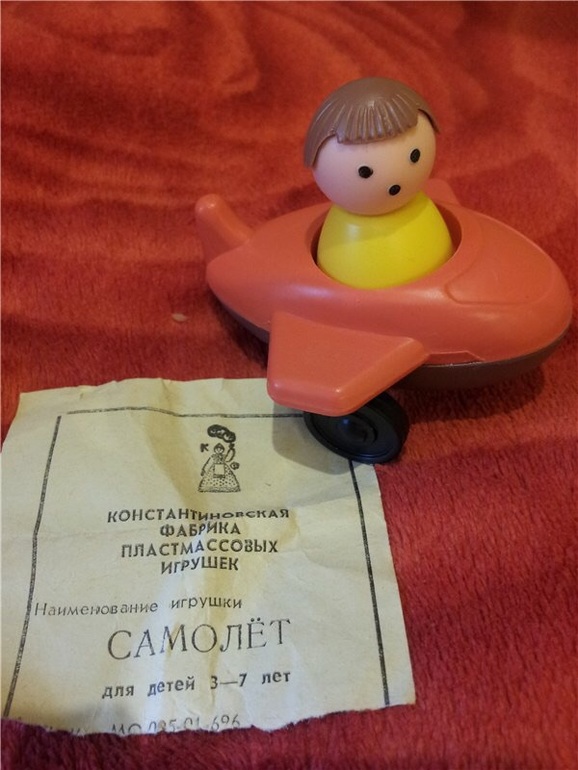 К Ф
КОНСТАНТИНОВСКАЯ
ФАБРИКА
ПЛАСТМАССОВЫХ
ИГРУШЕК
Наименование игрушки
САМОЛЁТ
для детей 3—7 лет